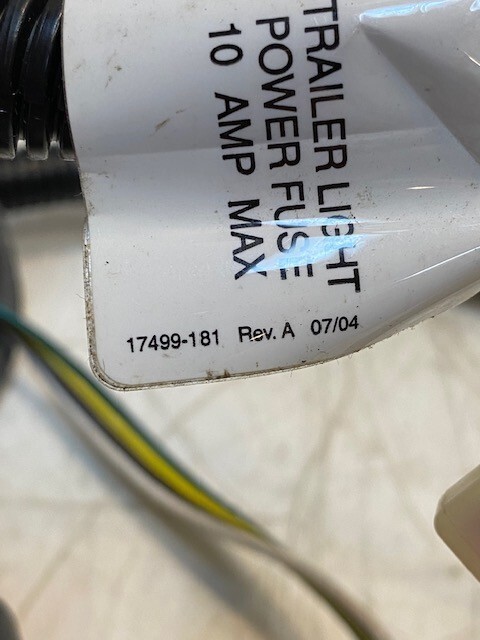 TRAILER LIGHT
POWER FUSE
10 AMP MAX
17499-181 Rev. A 07/04